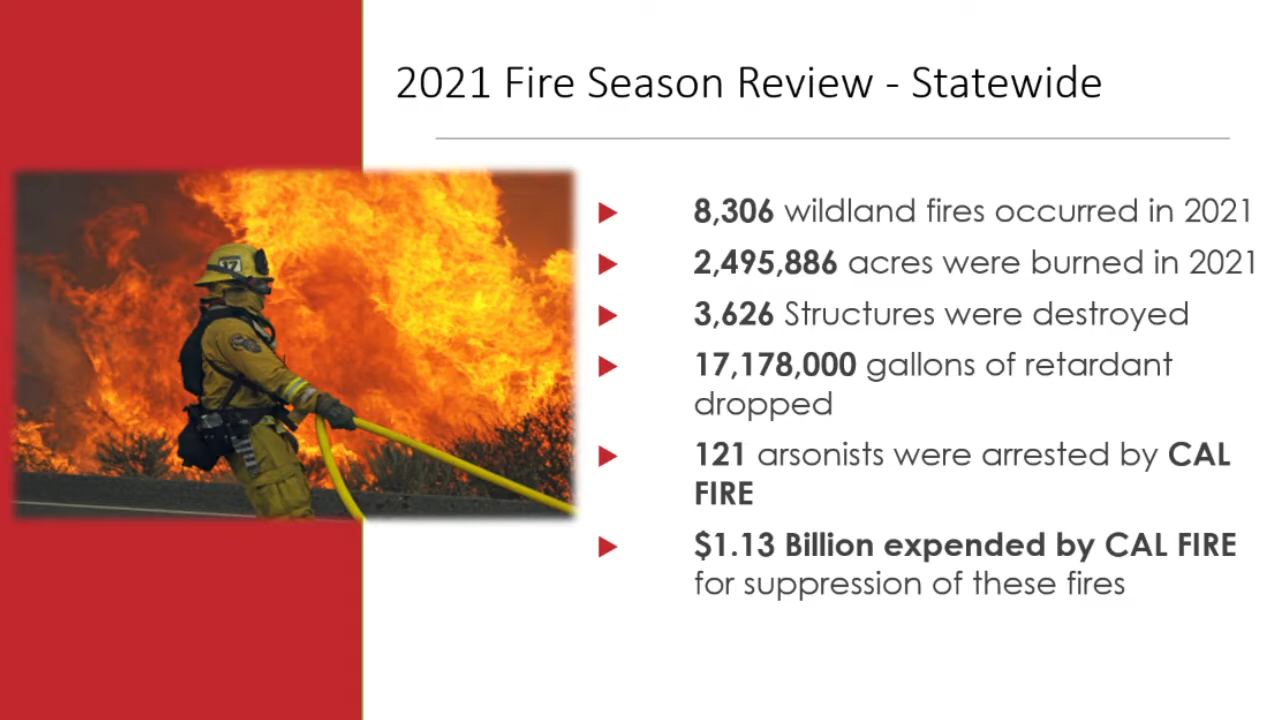 2021 Fire Season Review - Statewide
8,306 wildland fires occurred in 2021
2,495,886 acres were burned in 2021
3,626 Structures were destroyed
17,178,000 gallons of retardant
dropped
121 arsonists were arrested by CAL
FIRE
$1.13 Billion expended by CAL FIRE
for suppression of these fires
17